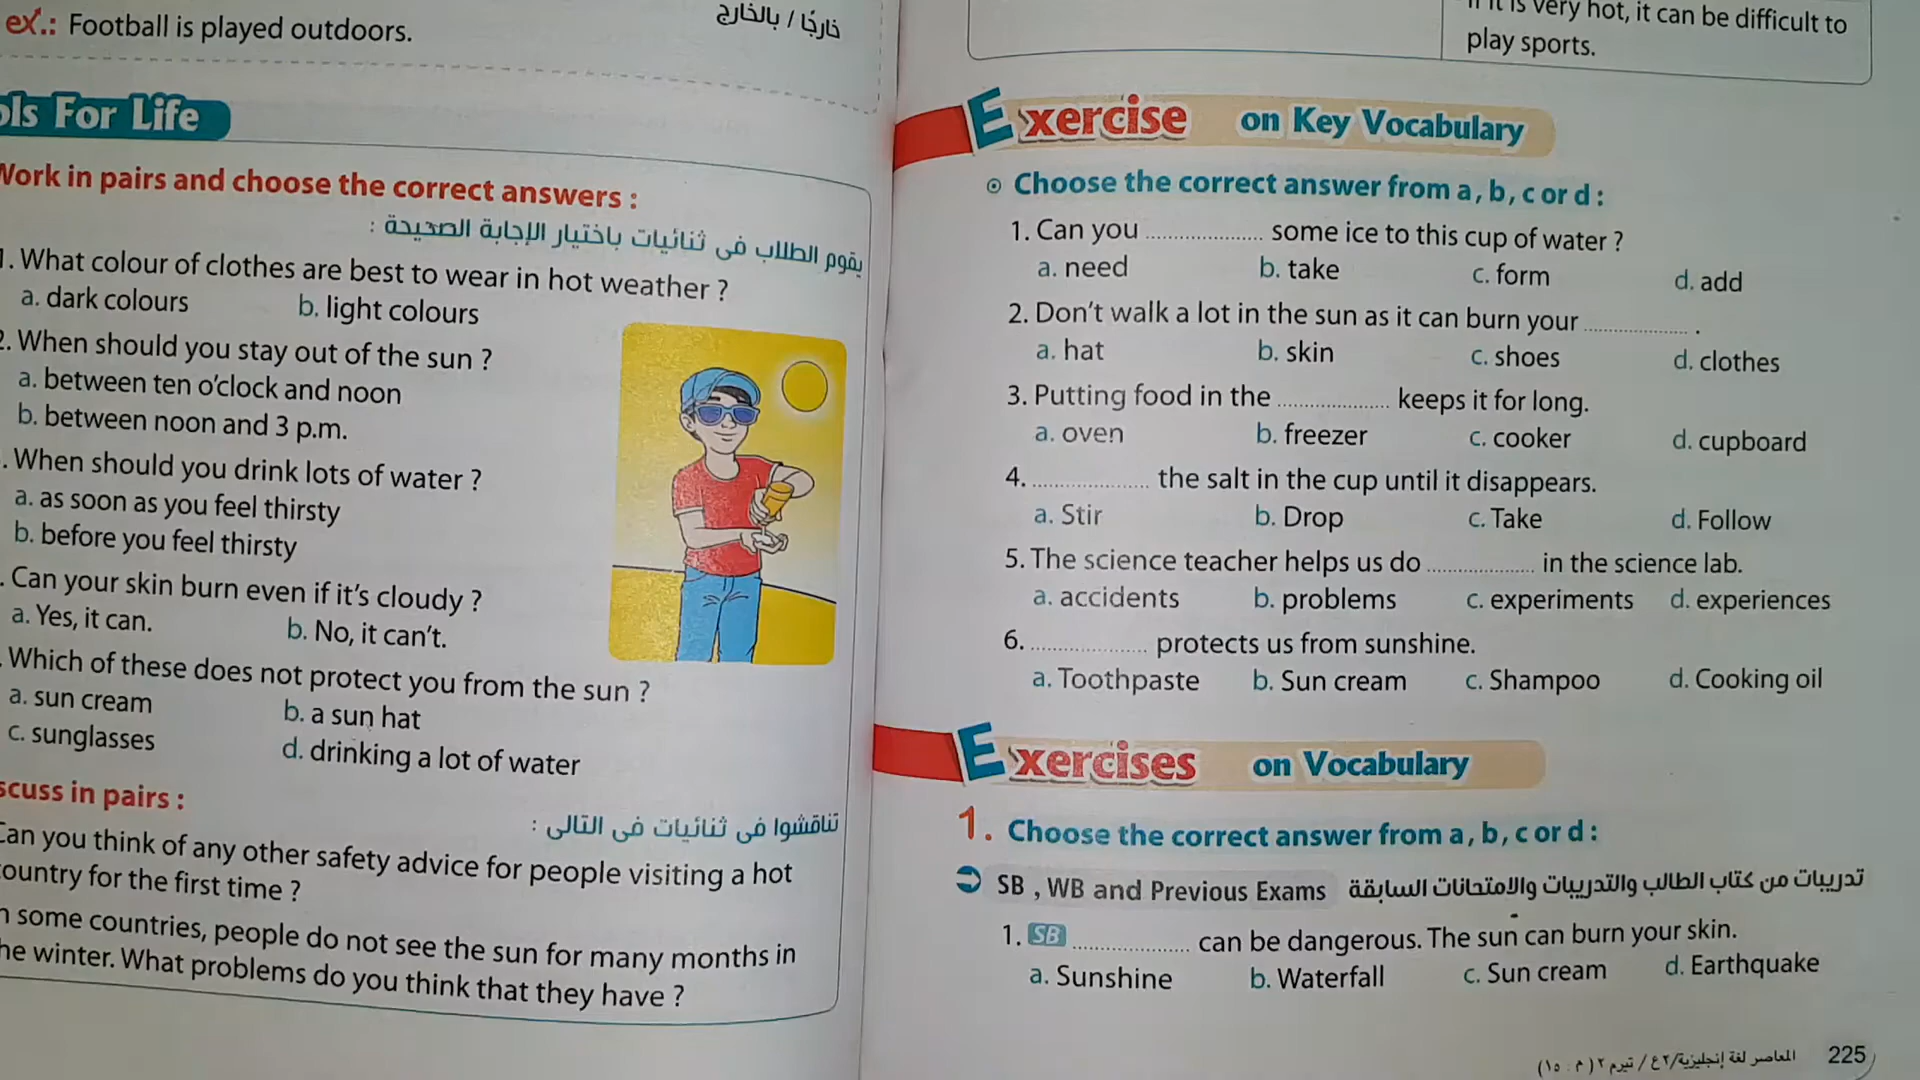 ex.: Football is played outdoors.
خارجًا / بالخارج
ols For Life
Work in pairs and choose the correct answers :
يقوم الطلاب فى ثنائيات باختيار الإجابة الصحيحة :
1. What colour of clothes are best to wear in hot weather ?
a. dark colours b. light colours
2. When should you stay out of the sun ?
a. between ten o'clock and noon
b. between noon and 3 p.m.
. When should you drink lots of water ?
a. as soon as you feel thirsty
b. before you feel thirsty
. Can your skin burn even if it's cloudy ?
a. Yes, it can. b. No, it can't.
. Which of these does not protect you from the sun ?
a. sun cream b. a sun hat
c. sunglasses d. drinking a lot of water
scuss in pairs :
تناقشوا فى ثنائيات فى التالى :
Can you think of any other safety advice for people visiting a hot
country for the first time ?
n some countries, people do not see the sun for many months in
he winter. What problems do you think that they have ?
If it is very hot, it can be difficult to
play sports.
Exercise on Key Vocabulary
Choose the correct answer from a, b, c or d :
1. Can you .................... some ice to this cup of water ?
a. need b. take c. form d. add
2. Don't walk a lot in the sun as it can burn your .................... .
a. hat b. skin c. shoes d. clothes
3. Putting food in the .................... keeps it for long.
a. oven b. freezer c. cooker d. cupboard
4. .................... the salt in the cup until it disappears.
a. Stir b. Drop c. Take d. Follow
5. The science teacher helps us do .................... in the science lab.
a. accidents b. problems c. experiments d. experiences
6. .................... protects us from sunshine.
a. Toothpaste b. Sun cream c. Shampoo d. Cooking oil
Exercises on Vocabulary
1. Choose the correct answer from a, b, c or d :
SB , WB and Previous Exams تدريبات من كتاب الطالب والتدريبات والامتحانات السابقة
1. SB .................... can be dangerous. The sun can burn your skin.
a. Sunshine b. Waterfall c. Sun cream d. Earthquake
المعاصر لغة إنجليزية/٢ع / تيرم ٢ (م . ١٥) 225